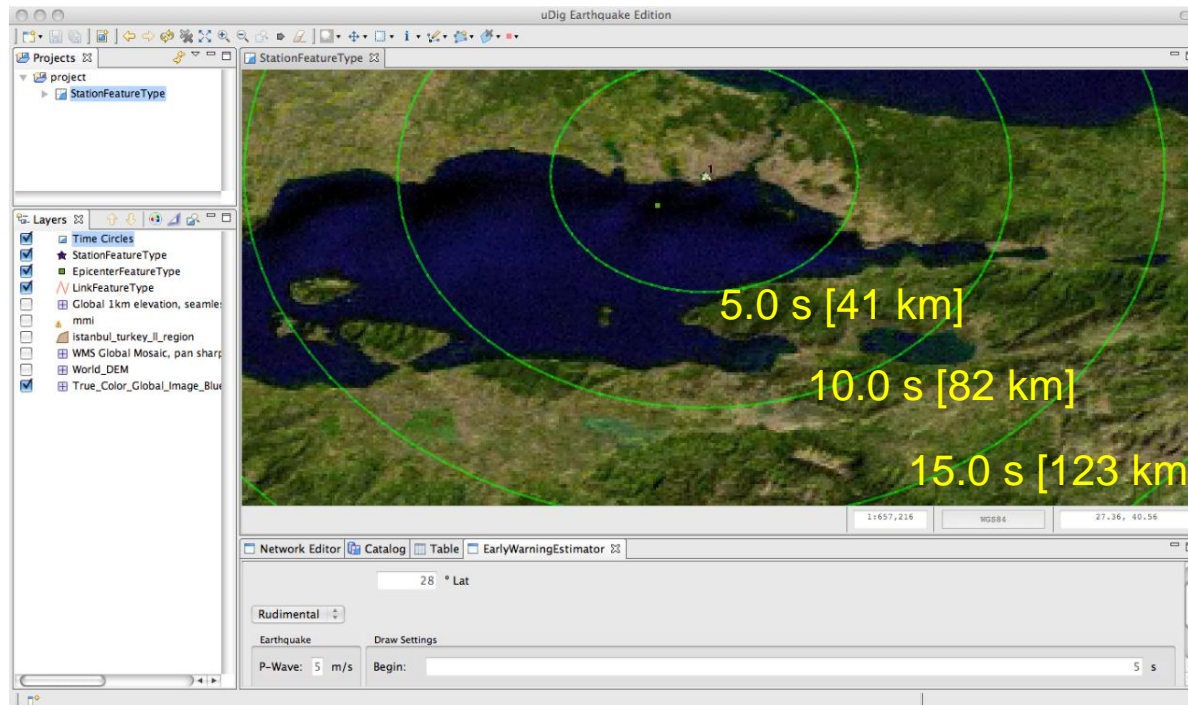 uDig Earthquake Edition
Projects
StationFeatureType
project
StationFeatureType
1
Layers
Time Circles
StationFeatureType
EpicenterFeatureType
LinkFeatureType
Global 1km elevation, seamle
mmi
istanbul_turkey_ll_region
WMS Global Mosaic, pan sharp
World_DEM
True_Color_Global_Image_Blue
5.0 s [41 km]
10.0 s [82 km]
15.0 s [123 km
1:657,216
WGS84
27.36, 40.56
Network Editor Catalog Table EarlyWarningEstimator
28 ° Lat
Rudimental
Earthquake Draw Settings
P-Wave: 5 m/s Begin: 5 s